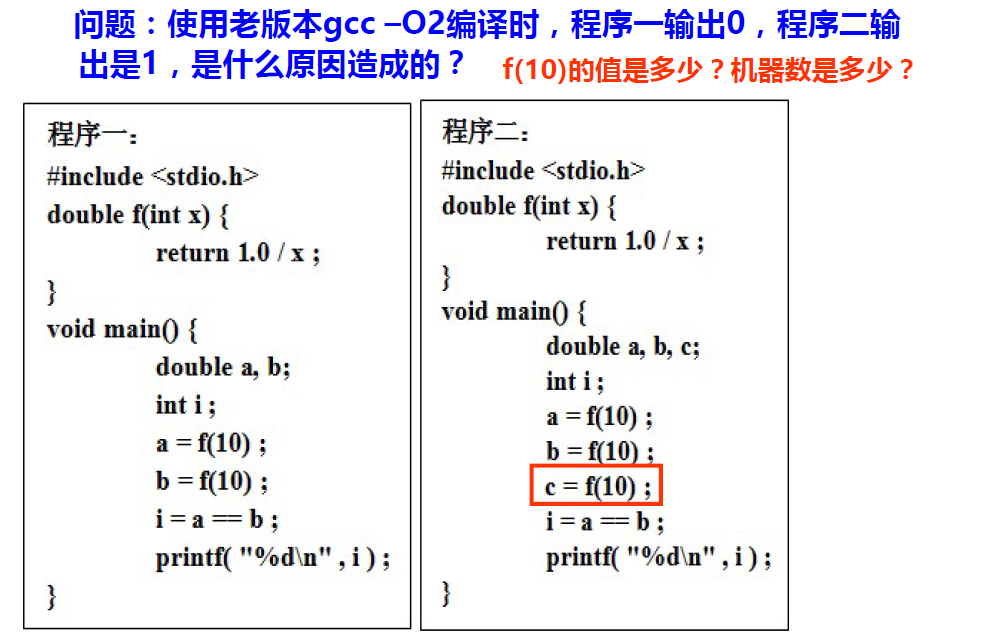 问题：使用老版本gcc –O2编译时，程序一输出0，程序二输
出是1，是什么原因造成的？
f(10)的值是多少？机器数是多少？
程序一：
#include <stdio.h>
double f(int x) {
return 1.0 / x ;
}
void main() {
double a, b;
int i ;
a = f(10) ;
b = f(10) ;
i = a == b ;
printf( "%d\n" , i ) ;
}
程序二：
#include <stdio.h>
double f(int x) {
return 1.0 / x ;
}
void main() {
double a, b, c;
int i ;
a = f(10) ;
b = f(10) ;
c = f(10) ;
i = a == b ;
printf( "%d\n" , i ) ;
}